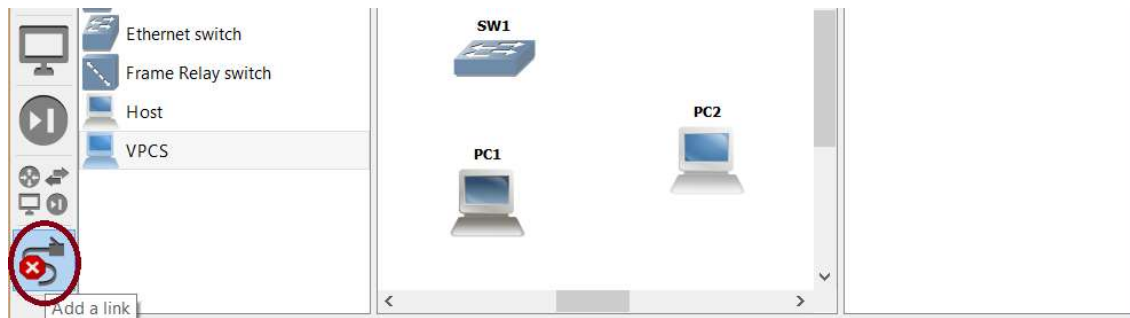 Ethernet switch
Frame Relay switch
Host
VPCS
Add a link
SW1
PC2
PC1